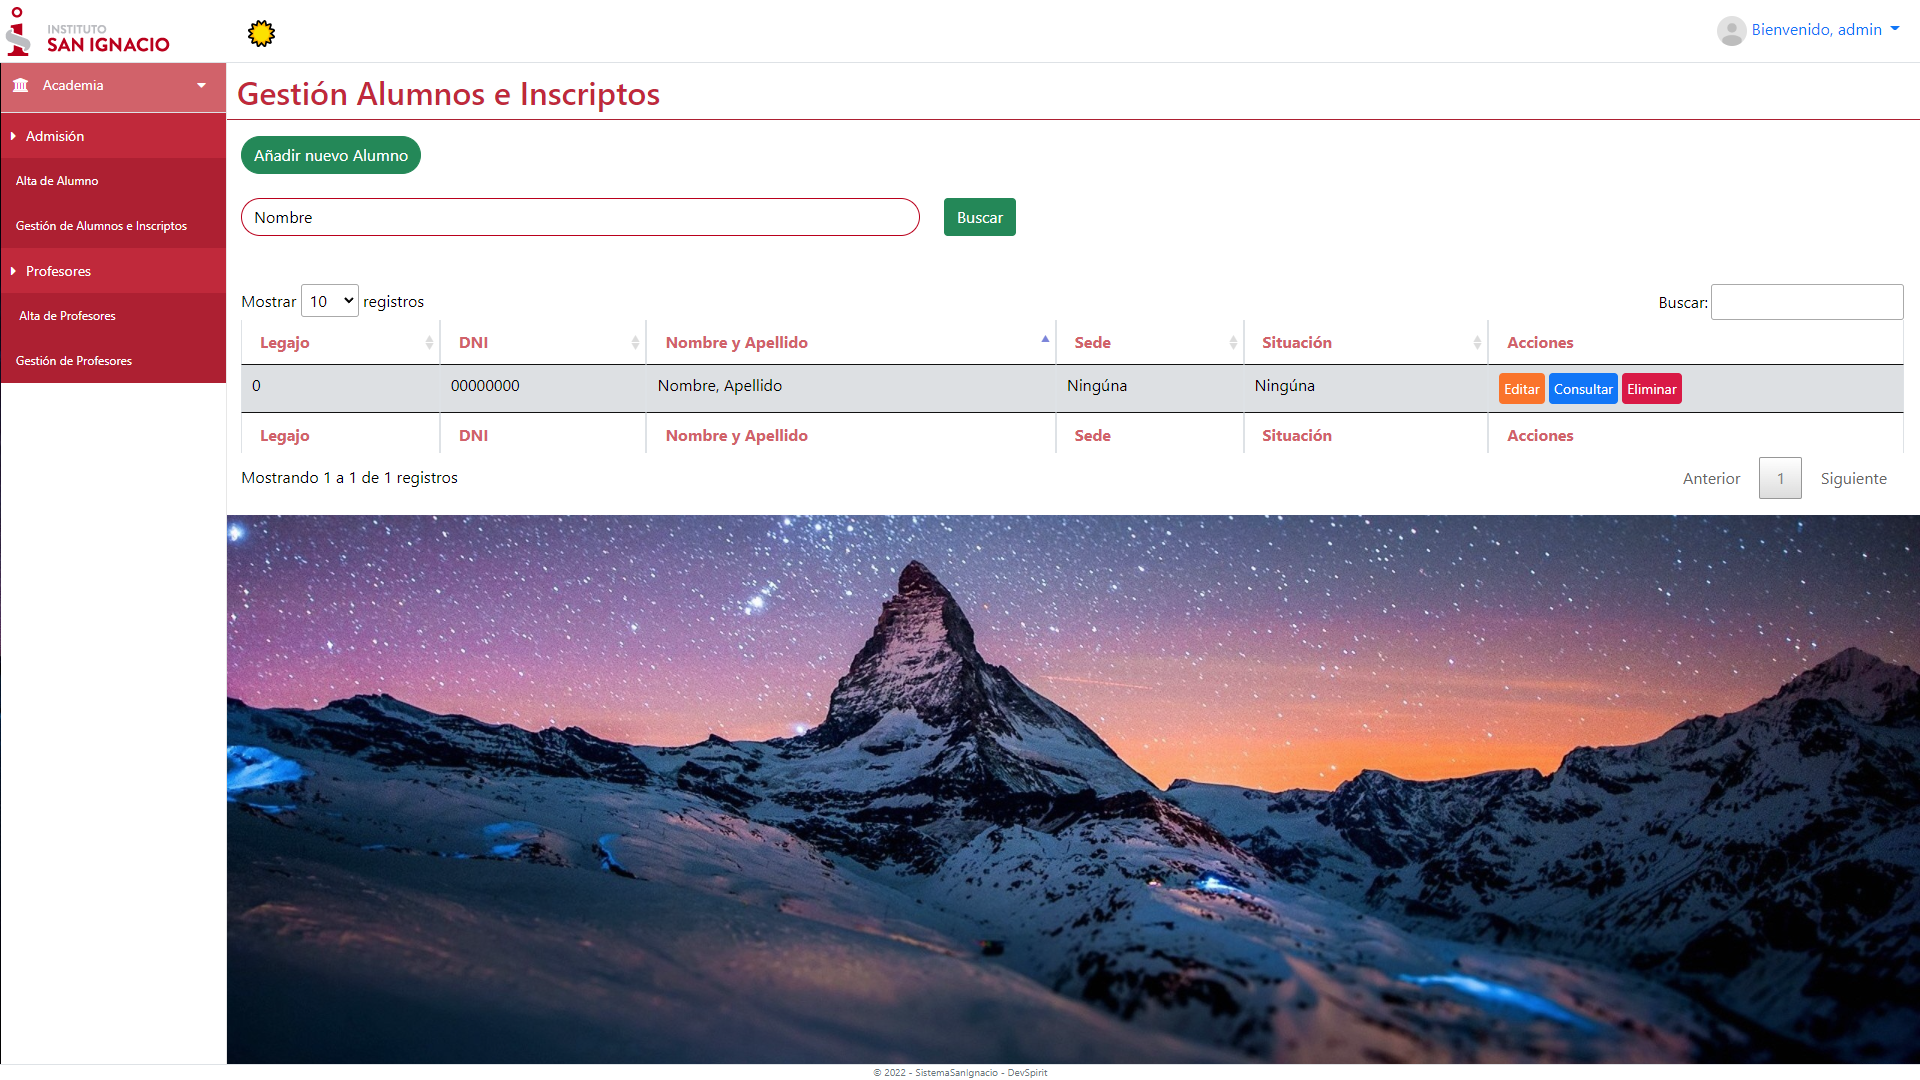 INSTITUTO
SAN IGNACIO
Bienvenido, admin
Academia
Admisión
Alta de Alumno
Gestión de Alumnos e Inscriptos
Profesores
Alta de Profesores
Gestión de Profesores
Gestión Alumnos e Inscriptos
Añadir nuevo Alumno
Nombre
Buscar
Mostrar 10 registros
Buscar:
Legajo DNI Nombre y Apellido Sede Situación Acciones
0 00000000 Nombre, Apellido Ningúna Ningúna Editar Consultar Eliminar
Legajo DNI Nombre y Apellido Sede Situación Acciones
Mostrando 1 a 1 de 1 registros
Anterior 1 Siguiente
© 2022 - SistemaSanIgnacio - DevSpirit